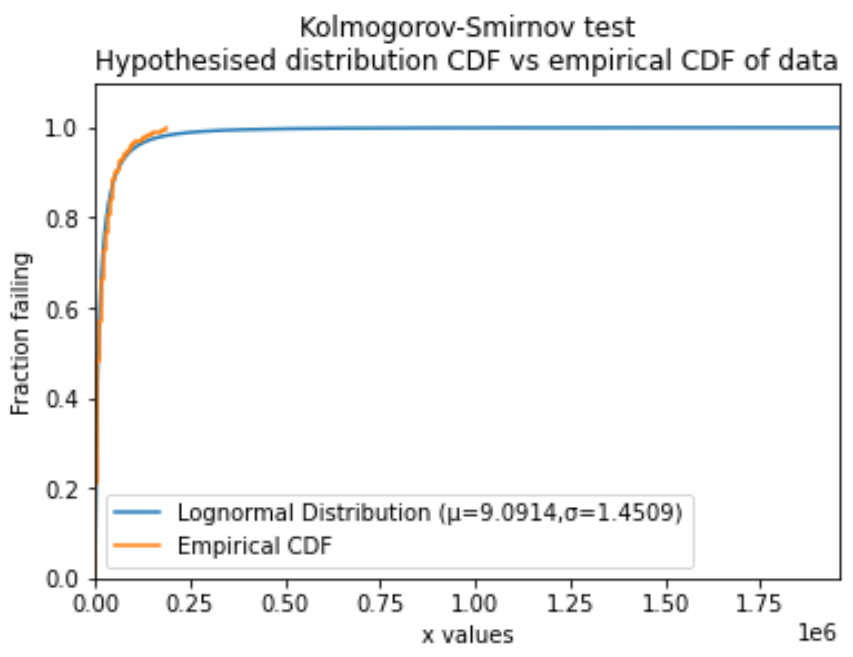 Kolmogorov-Smirnov test
Hypothesised distribution CDF vs empirical CDF of data
1.0
0.8
0.6
0.4
0.2
0.0
Fraction failing
Lognormal Distribution (μ=9.0914,σ=1.4509)
Empirical CDF
0.00 0.25 0.50 0.75 1.00 1.25 1.50 1.75
x values
1e6